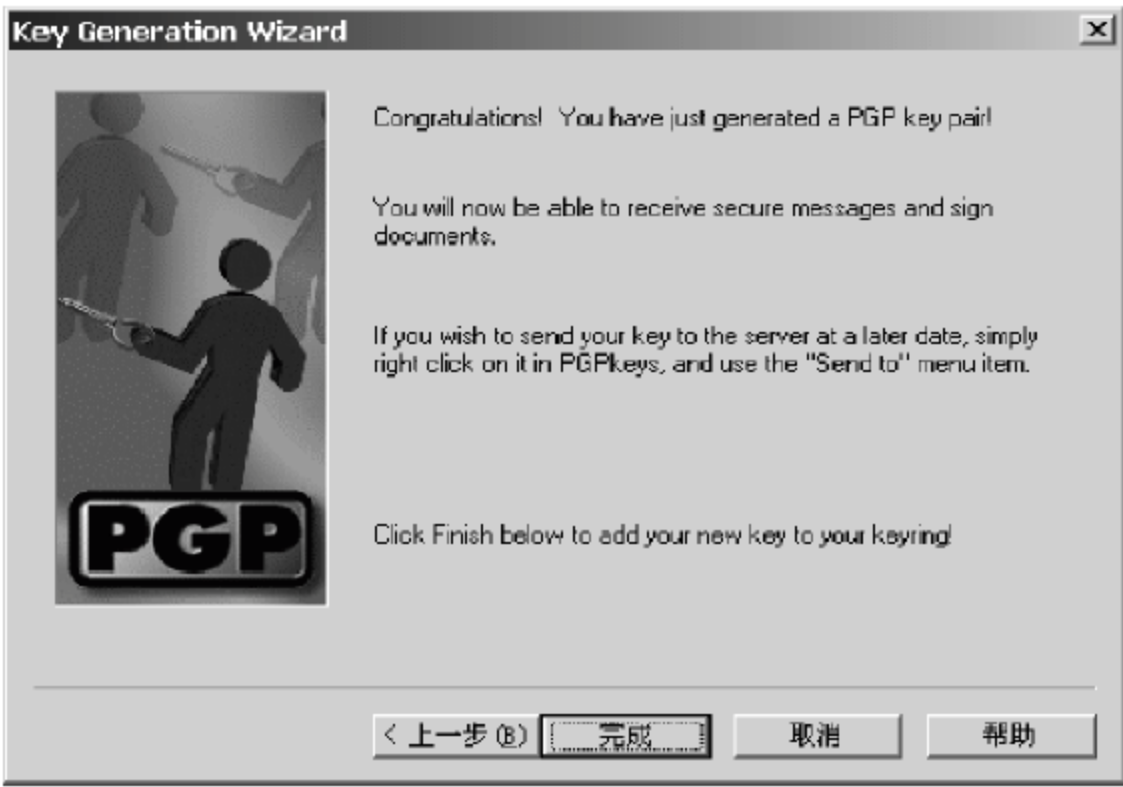 Key Generation Wizard
Congratulations!  You have just generated a PGP key pair!
You will now be able to receive secure messages and sign
documents.
If you wish to send your key to the server at a later date, simply
right click on it in PGPkeys, and use the "Send to" menu item.
PGP
Click Finish below to add your new key to your keyring!
< 上一步(B) 完成 取消 帮助